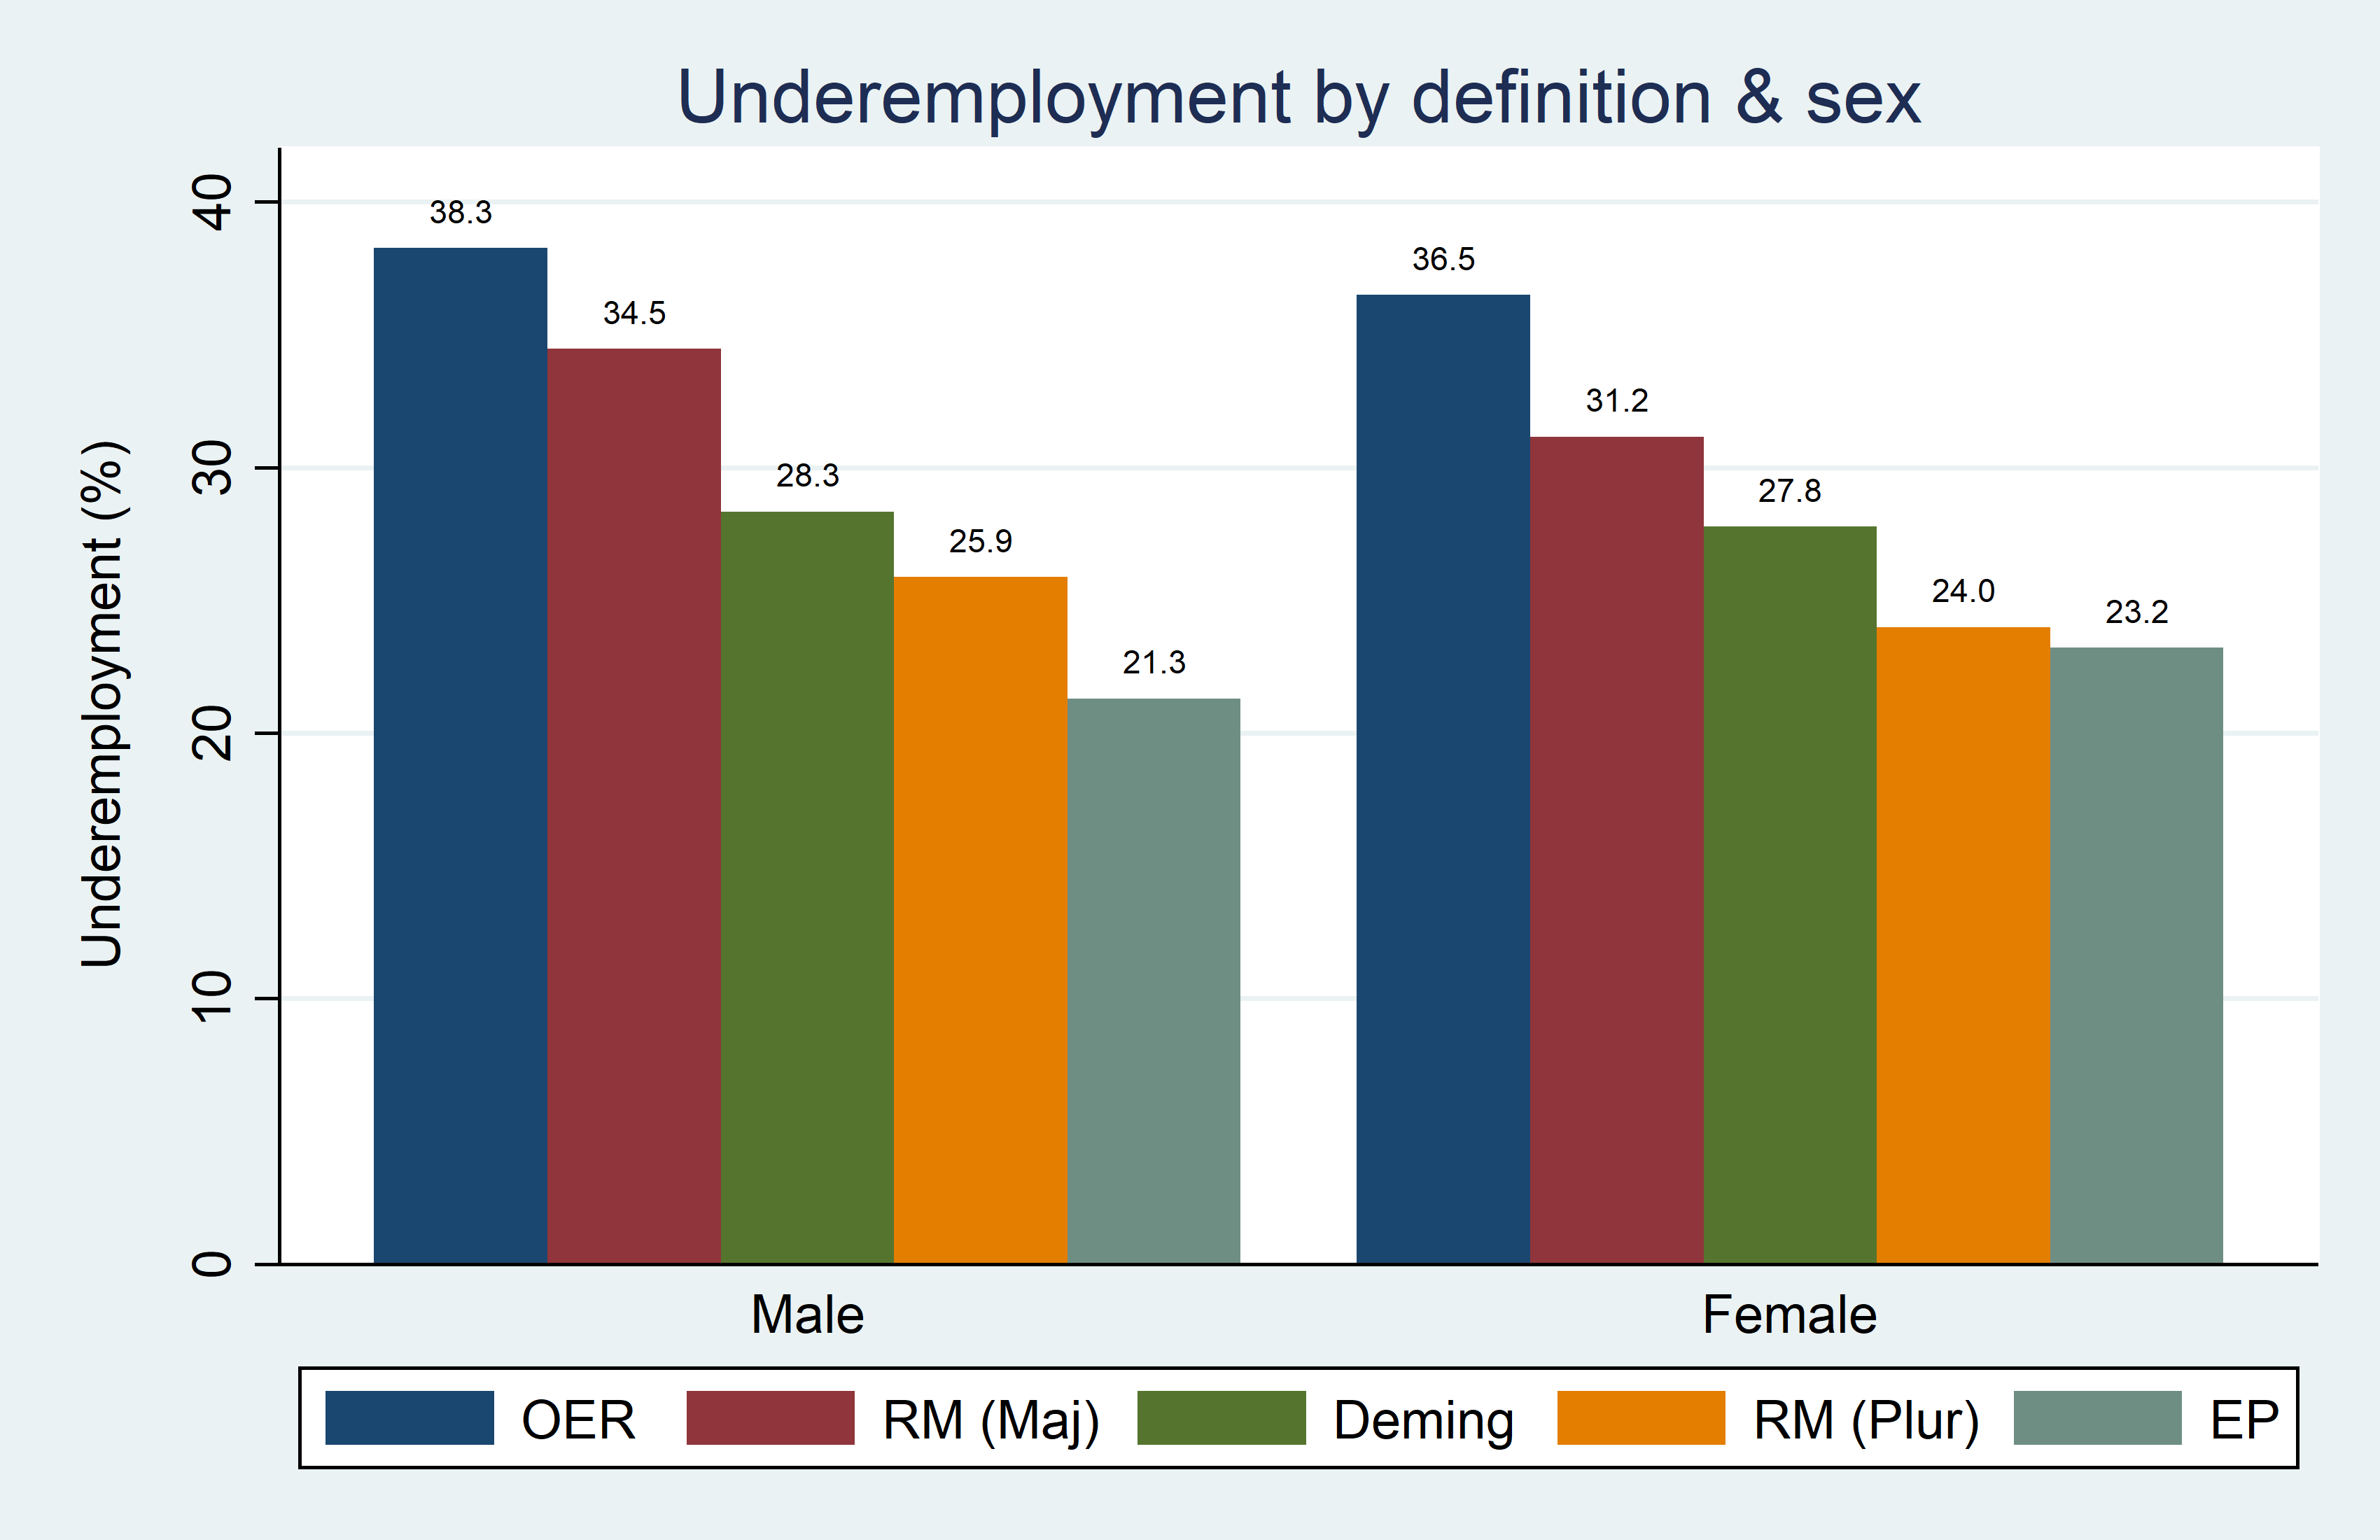 Underemployment by definition & sex
Underemployment (%)
40
30
20
10
0
38.3
34.5
28.3
25.9
21.3
36.5
31.2
27.8
24.0
23.2
Male
Female
OER
RM (Maj)
Deming
RM (Plur)
EP